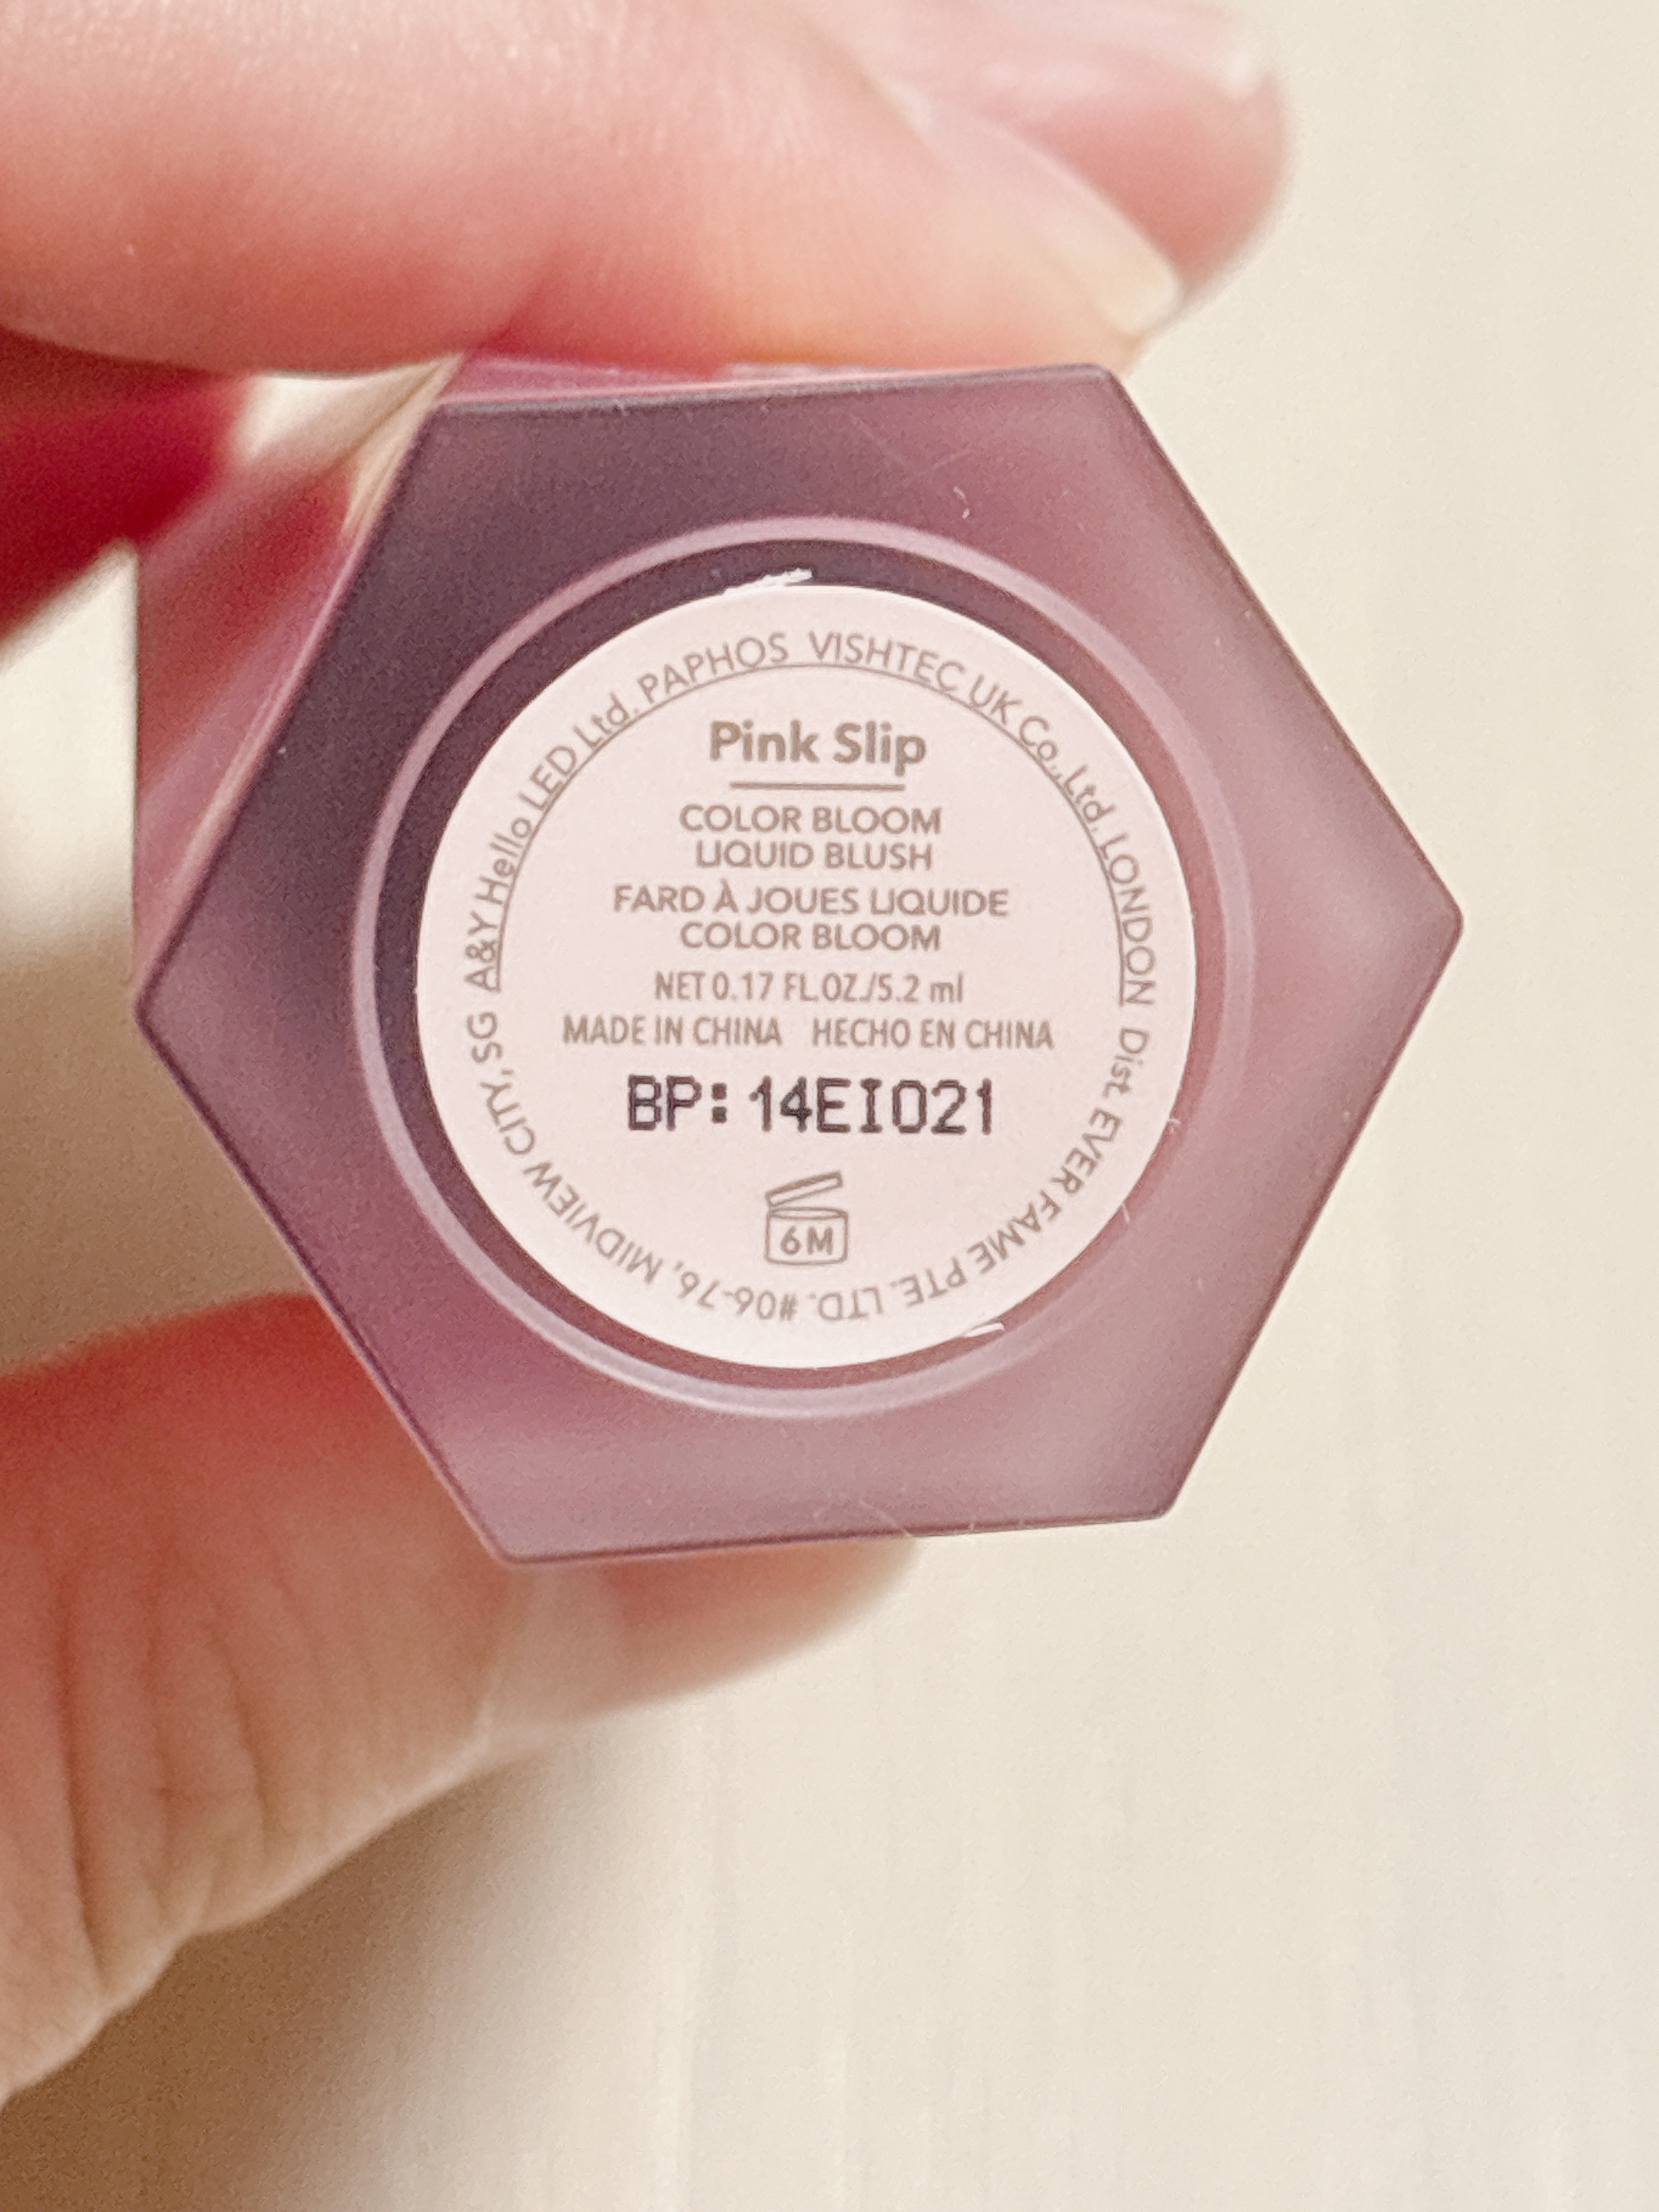 A&Y Hello LED Ltd. PAPHOS VISHTEC UK Co.,Ltd. LONDON Dist. EVER FAME PTE. LTD. #06-76, MIDVIEW CITY, SG
Pink Slip
COLOR BLOOM
LIQUID BLUSH
FARD À JOUES LIQUIDE
COLOR BLOOM
NET 0.17 FL.OZ./5.2 ml
MADE IN CHINA HECHO EN CHINA
BP: 14EI021
6M